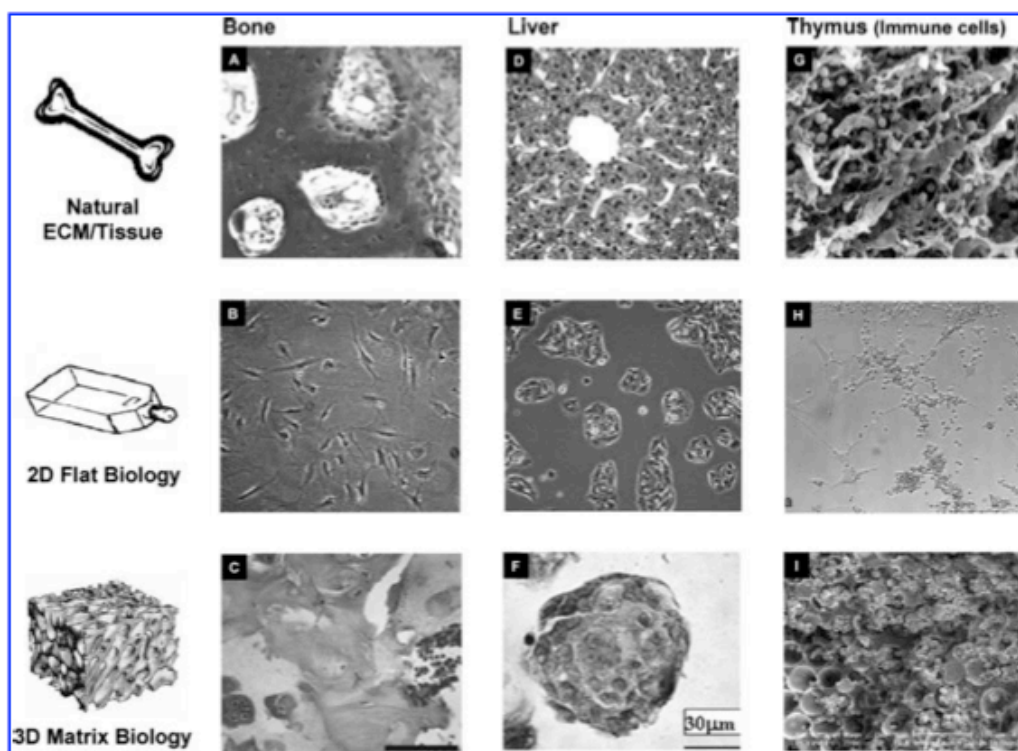 Bone Liver Thymus (Immune cells)
A D G
Natural
ECM/Tissue
B E H
2D Flat Biology
a
C F I
30μm
3D Matrix Biology